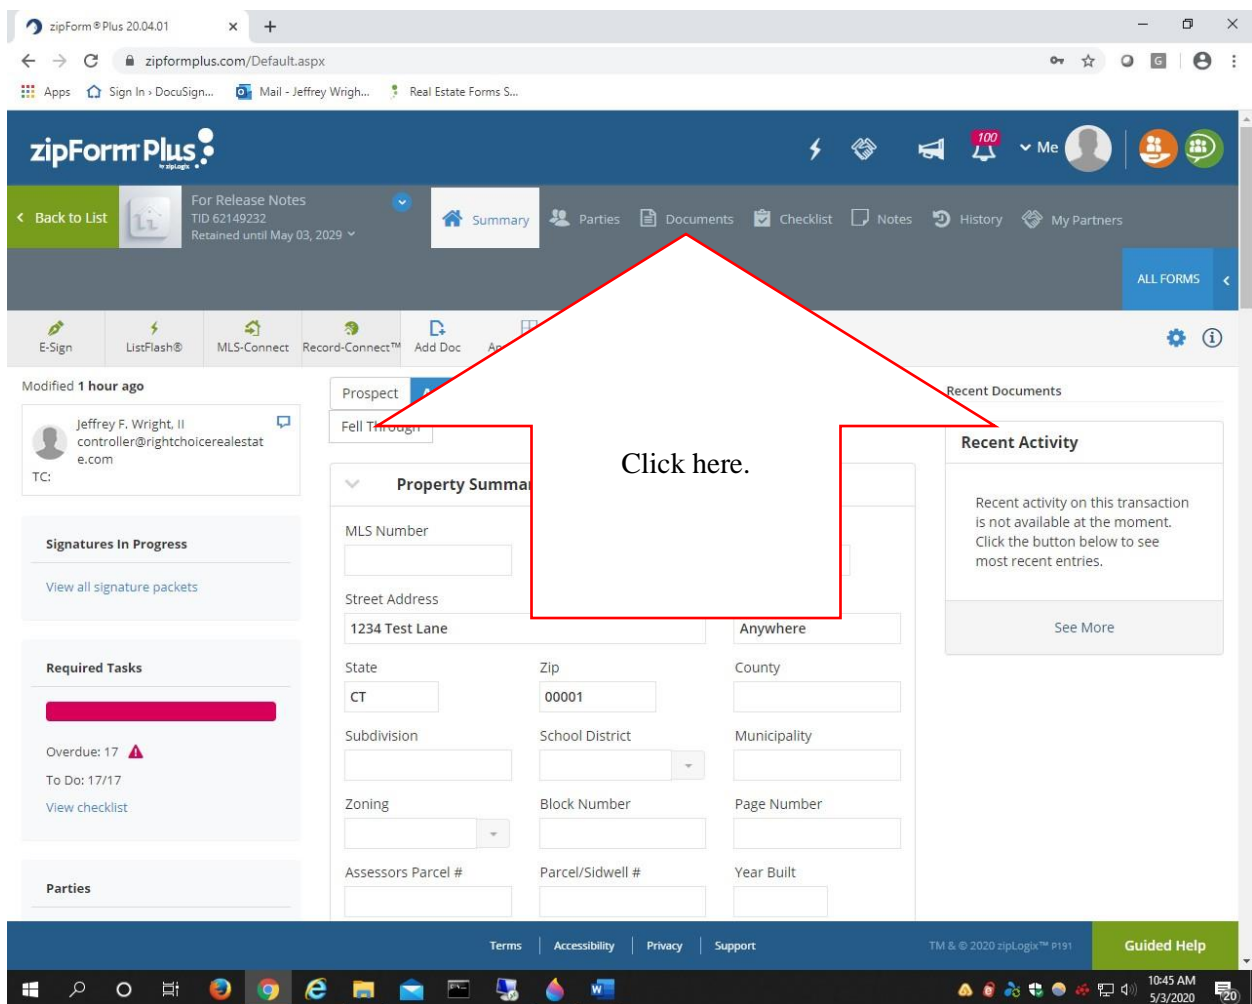 zipForm® Plus 20.04.01
zipformplus.com/Default.aspx
Apps Sign In › DocuSign... Mail - Jeffrey Wrigh... Real Estate Forms S...
zipForm Plus
by zipLogix
100
Me
Back to List
For Release Notes
TID 62149232
Retained until May 03, 2029
Summary Parties Documents Checklist Notes History My Partners
ALL FORMS
E-Sign ListFlash® MLS-Connect Record-Connect™ Add Doc
Modified 1 hour ago
Jeffrey F. Wright, II
controller@rightchoicerealestat
e.com
TC:
Signatures In Progress
View all signature packets
Required Tasks
Overdue: 17
To Do: 17/17
View checklist
Parties
Prospect
Fell Through
Click here.
Property Summa
MLS Number
Street Address
1234 Test Lane Anywhere
State Zip County
CT 00001
Subdivision School District Municipality
Zoning Block Number Page Number
Assessors Parcel # Parcel/Sidwell # Year Built
Recent Documents
Recent Activity
Recent activity on this transaction
is not available at the moment.
Click the button below to see
most recent entries.
See More
Terms Accessibility Privacy Support
TM & © 2020 zipLogix™ P191
Guided Help
10:45 AM
5/3/2020
20